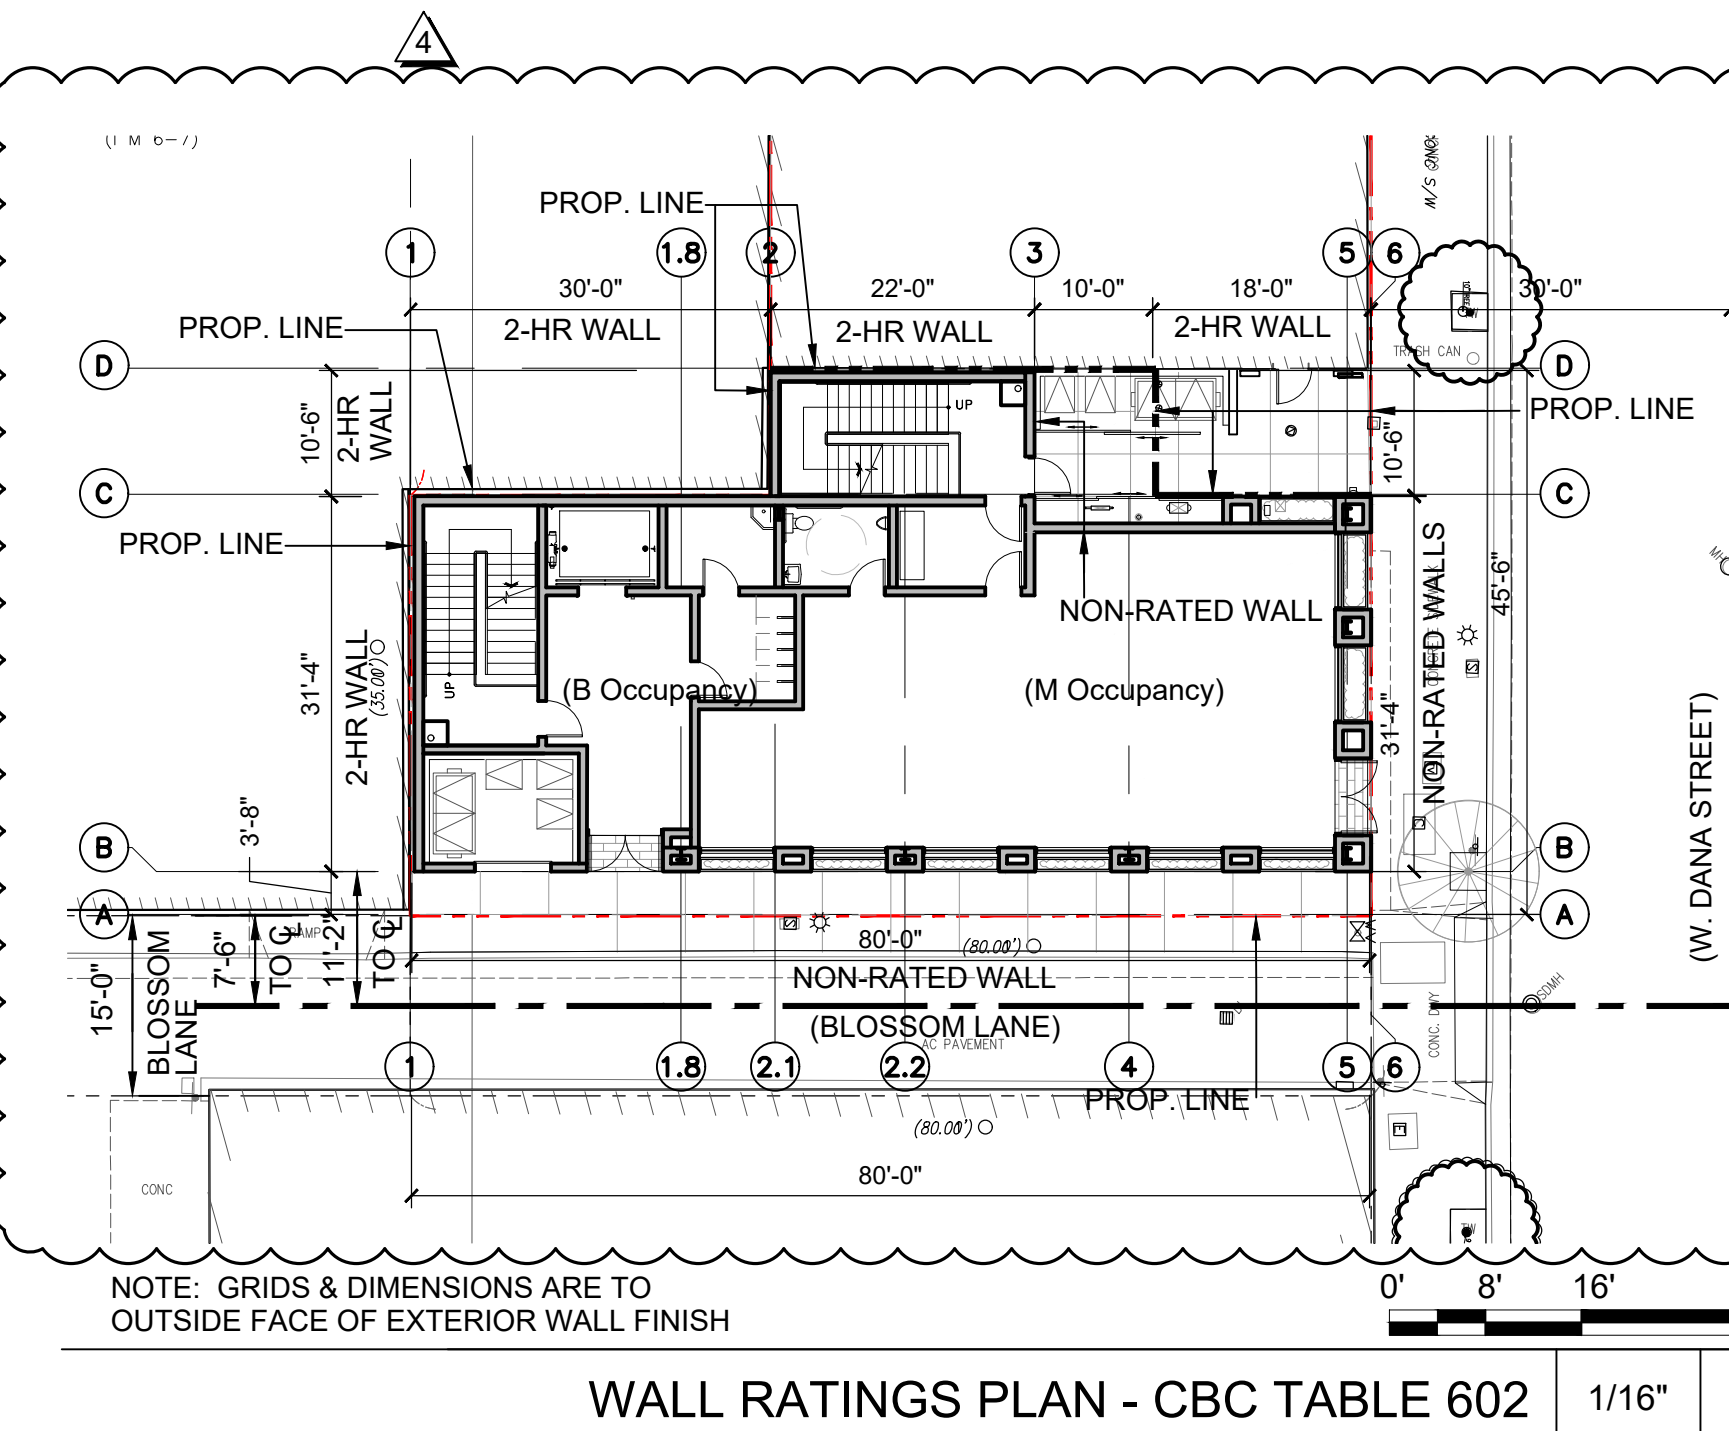 4
PROP. LINE
1
1.8
2
3
5
6
30'-0"
22'-0"
10'-0"
18'-0"
30'-0"
PROP. LINE
2-HR WALL
2-HR WALL
2-HR WALL
TRASH CAN
D
D
10'-6"
2-HR
WALL
UP
PROP. LINE
10'-6"
C
C
PROP. LINE
NON-RATED WALL
NON-RATED WALLS
45'-6"
31'-4"
2-HR WALL
(35.00')
UP
(B Occupancy)
(M Occupancy)
31'-4"
(W. DANA STREET)
3'-8"
B
B
A
A
RAMP
15'-0"
BLOSSOM
LANE
7'-6"
TO CL
11'-2"
TO CL
80'-0"
(80.00')
NON-RATED WALL
(BLOSSOM LANE)
AC PAVEMENT
SDMH
CONC. DWY
1
1.8
2.1
2.2
4
5
6
PROP. LINE
(80.00')
E
80'-0"
CONC
TW
NOTE: GRIDS & DIMENSIONS ARE TO
OUTSIDE FACE OF EXTERIOR WALL FINISH
0' 8' 16'
WALL RATINGS PLAN - CBC TABLE 602
1/16"